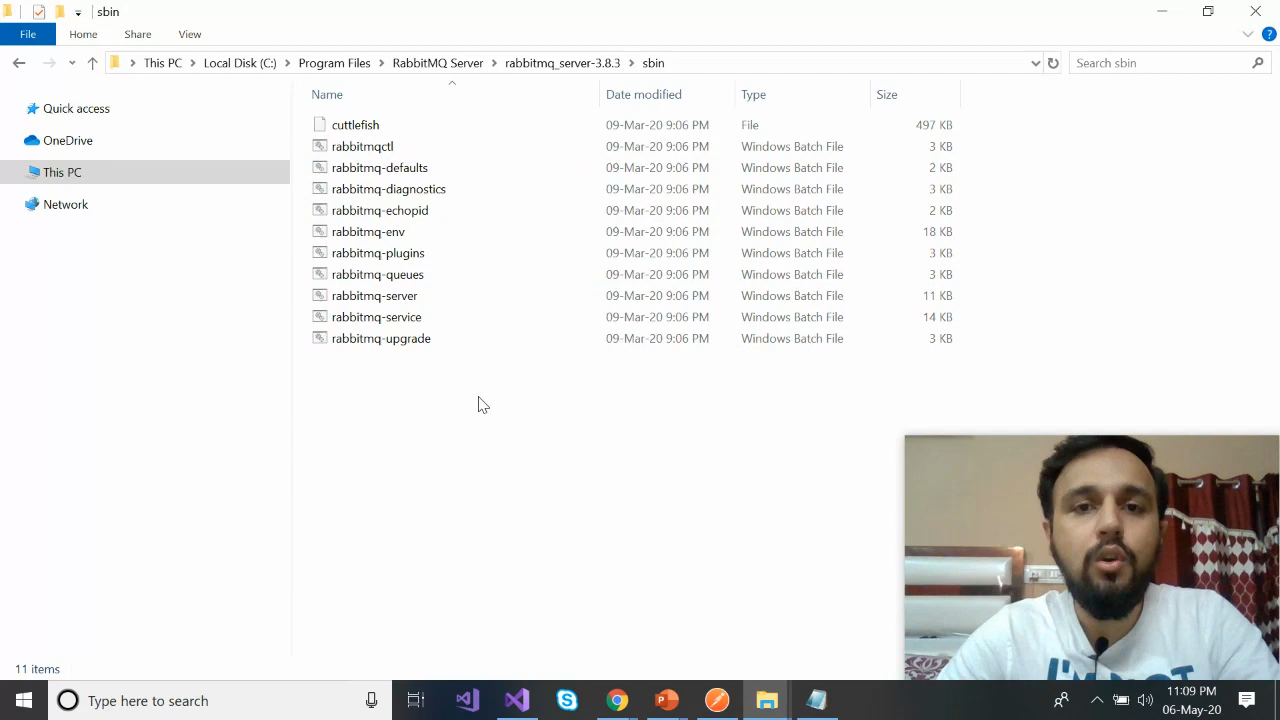 sbin
File Home Share View
This PC Local Disk (C:) Program Files RabbitMQ Server rabbitmq_server-3.8.3 sbin Search sbin
Name Date modified Type Size
Quick access
OneDrive
This PC
Network
cuttlefish 09-Mar-20 9:06 PM File 497 KB
rabbitmqctl 09-Mar-20 9:06 PM Windows Batch File 3 KB
rabbitmq-defaults 09-Mar-20 9:06 PM Windows Batch File 2 KB
rabbitmq-diagnostics 09-Mar-20 9:06 PM Windows Batch File 3 KB
rabbitmq-echopid 09-Mar-20 9:06 PM Windows Batch File 2 KB
rabbitmq-env 09-Mar-20 9:06 PM Windows Batch File 18 KB
rabbitmq-plugins 09-Mar-20 9:06 PM Windows Batch File 3 KB
rabbitmq-queues 09-Mar-20 9:06 PM Windows Batch File 3 KB
rabbitmq-server 09-Mar-20 9:06 PM Windows Batch File 11 KB
rabbitmq-service 09-Mar-20 9:06 PM Windows Batch File 14 KB
rabbitmq-upgrade 09-Mar-20 9:06 PM Windows Batch File 3 KB
I'M NOT
11 items
Type here to search
11:09 PM
06-May-20